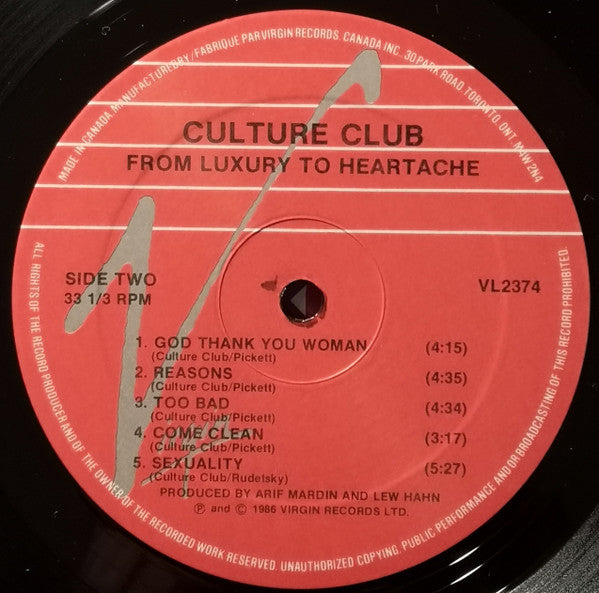 MADE IN CANADA. MANUFACTURED BY / FABRIQUE PAR VIRGIN RECORDS. CANADA INC. 30 PARK ROAD, TORONTO, ONT. M4W 2N4
CULTURE CLUB
FROM LUXURY TO HEARTACHE
SIDE TWO
33 1/3 RPM
VL2374
1. GOD THANK YOU WOMAN (4:15)
(Culture Club/Pickett)
2. REASONS (4:35)
(Culture Club/Pickett)
3. TOO BAD (4:34)
(Culture Club/Pickett)
4. COME CLEAN (3:17)
(Culture Club/Pickett)
5. SEXUALITY (5:27)
(Culture Club/Rudetsky)
PRODUCED BY ARIF MARDIN AND LEW HAHN
Ⓟ and © 1986 VIRGIN RECORDS LTD.
ALL RIGHTS OF THE RECORD PRODUCER AND OF THE OWNER OF THE RECORDED WORK RESERVED. UNAUTHORIZED COPYING, PUBLIC PERFORMANCE AND/OR BROADCASTING OF THIS RECORD PROHIBITED.